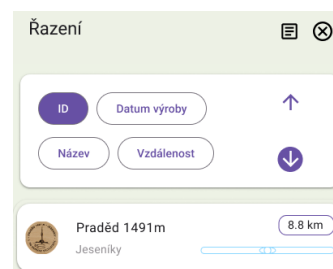 Řazení
ID
Datum výroby
Název
Vzdálenost
Praděd 1491m
8.8 km
Jeseníky